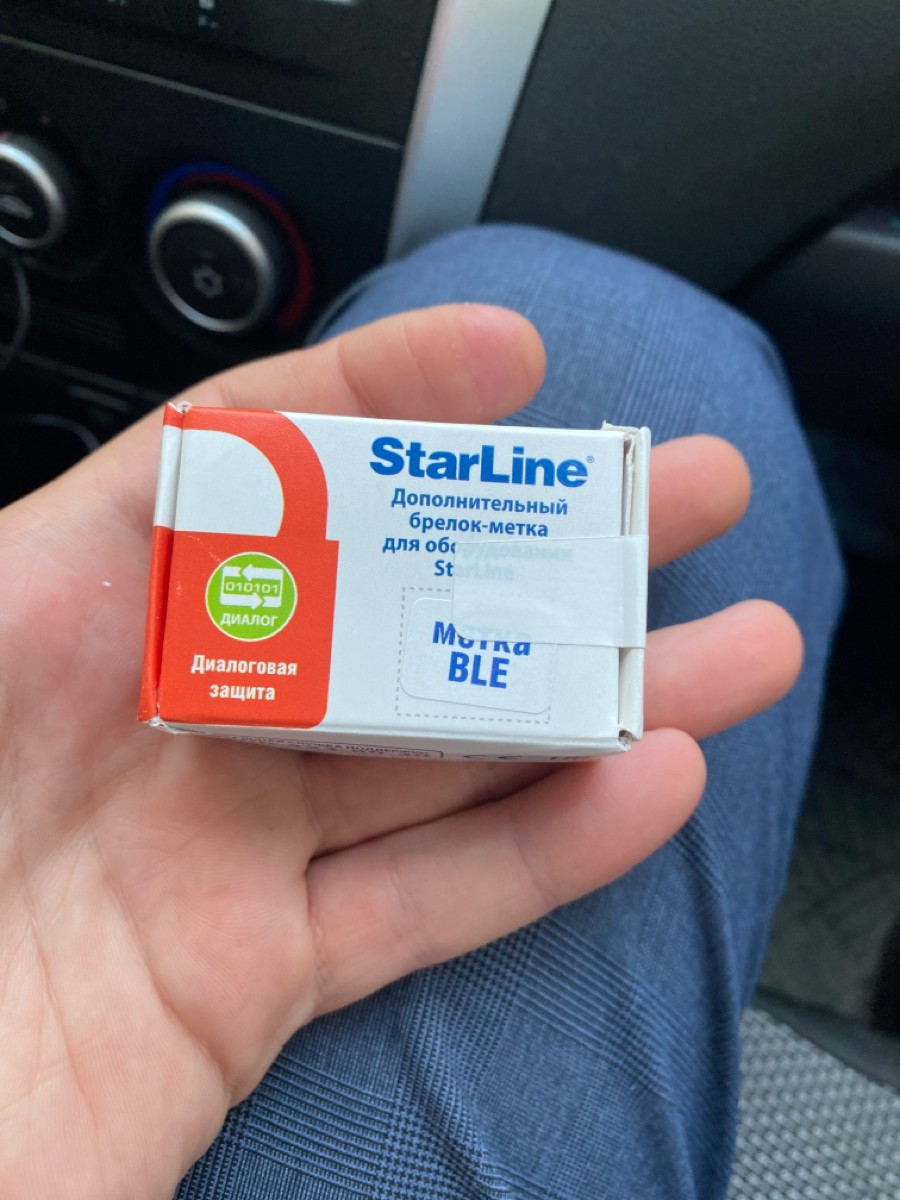 StarLine®
Дополнительный
брелок-метка
для оборудования
StarLine
Метка
BLE
010101
ДИАЛОГ
Диалоговая
защита